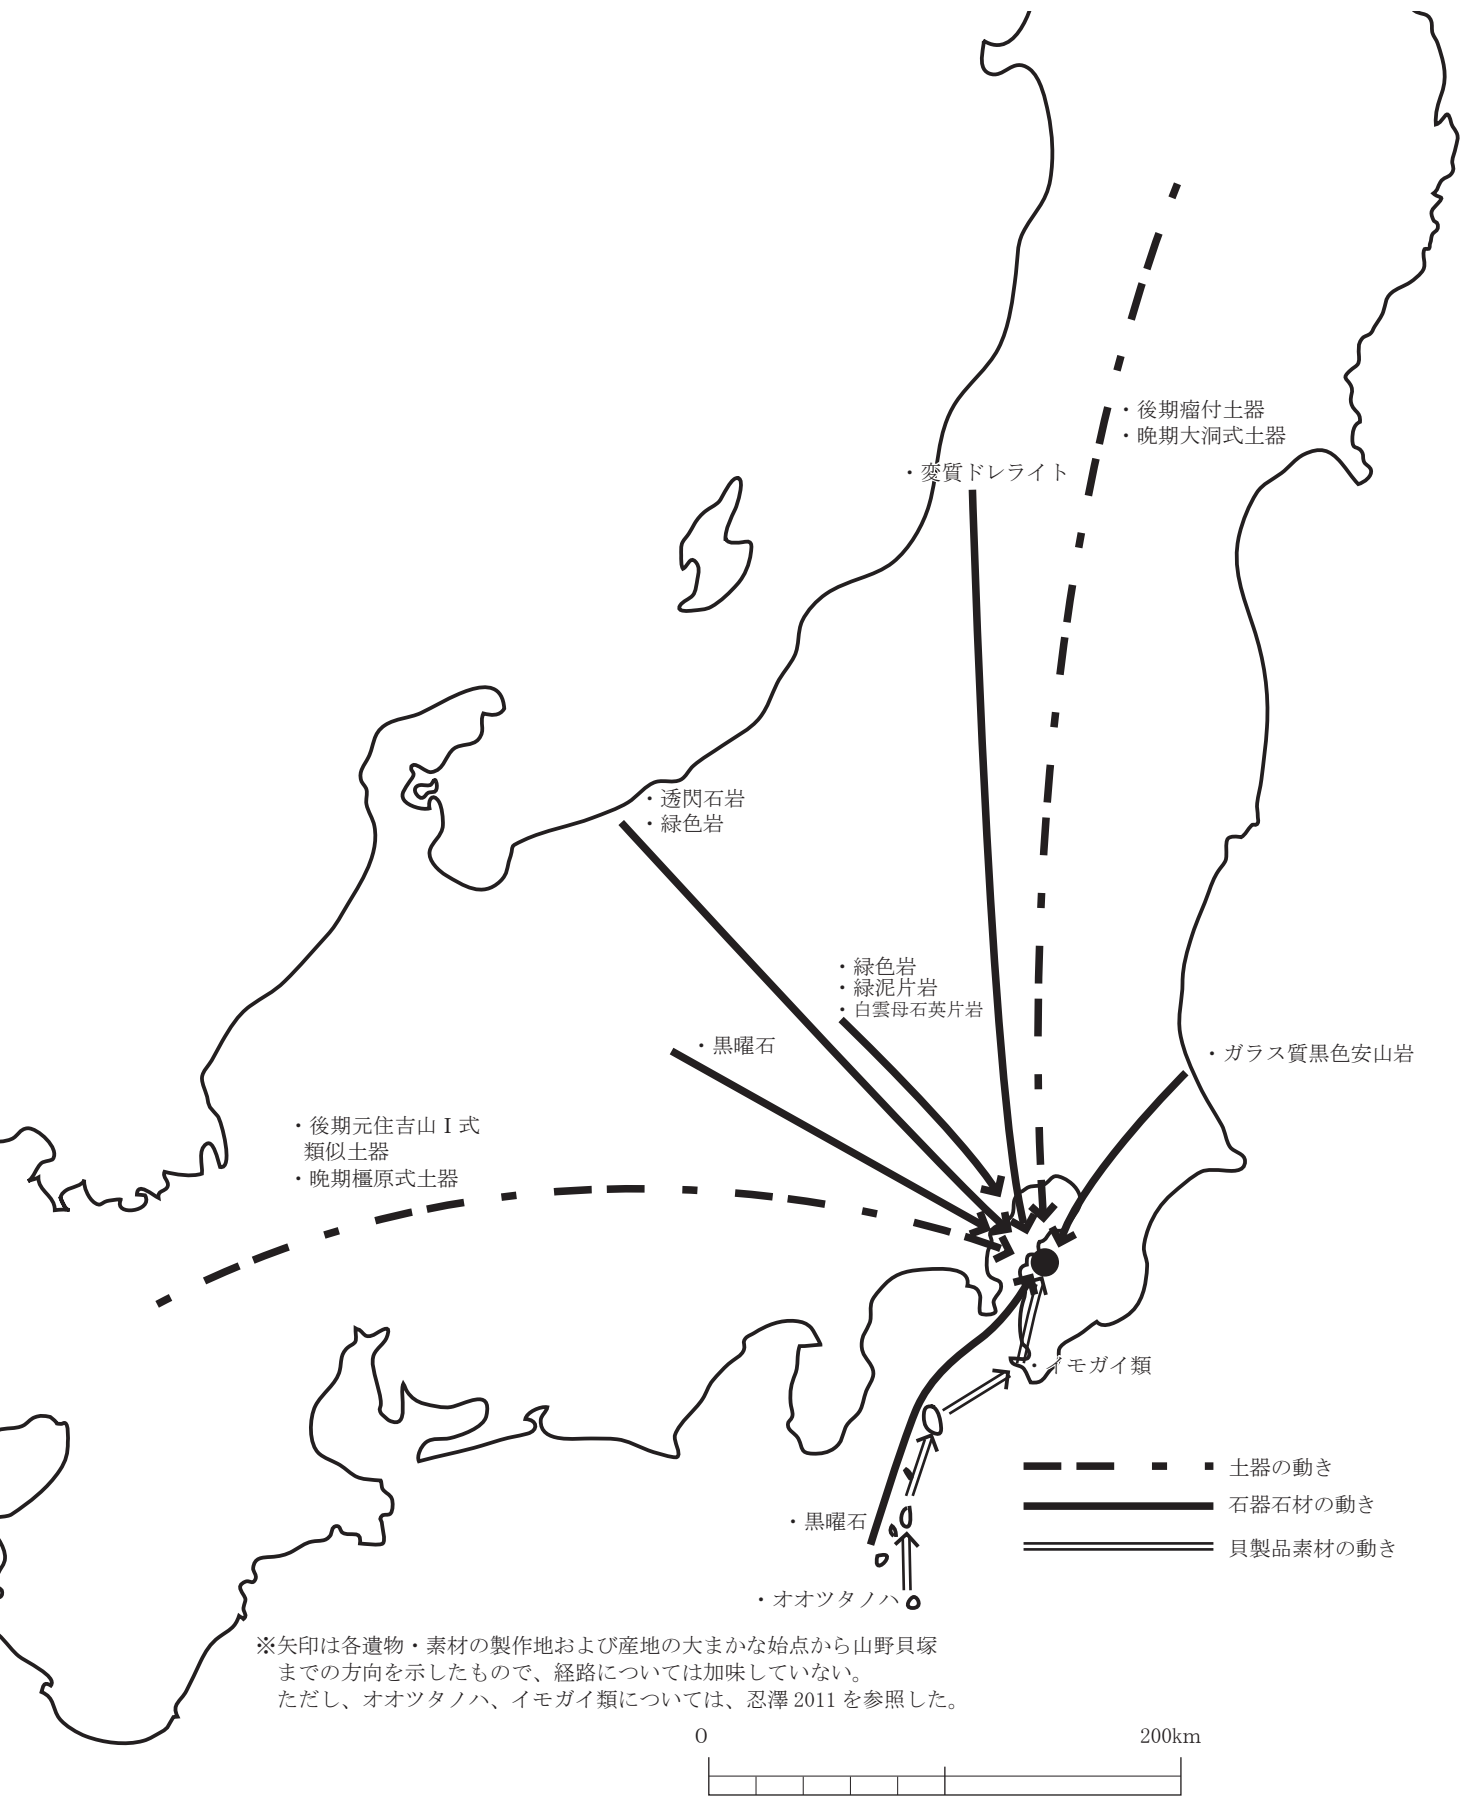 ・後期瘤付土器
・晩期大洞式土器
・変質ドレライト
・透閃石岩
・緑色岩
・緑色岩
・緑泥片岩
・白雲母石英片岩
・黒曜石
・ガラス質黒色安山岩
・後期元住吉山Ⅰ式
類似土器
・晩期橿原式土器
・イモガイ類
・黒曜石
・オオツタノハ
土器の動き
石器石材の動き
貝製品素材の動き
※矢印は各遺物・素材の製作地および産地の大まかな始点から山野貝塚
までの方向を示したもので、経路については加味していない。
ただし、オオツタノハ、イモガイ類については、忍澤 2011 を参照した。
0 200km